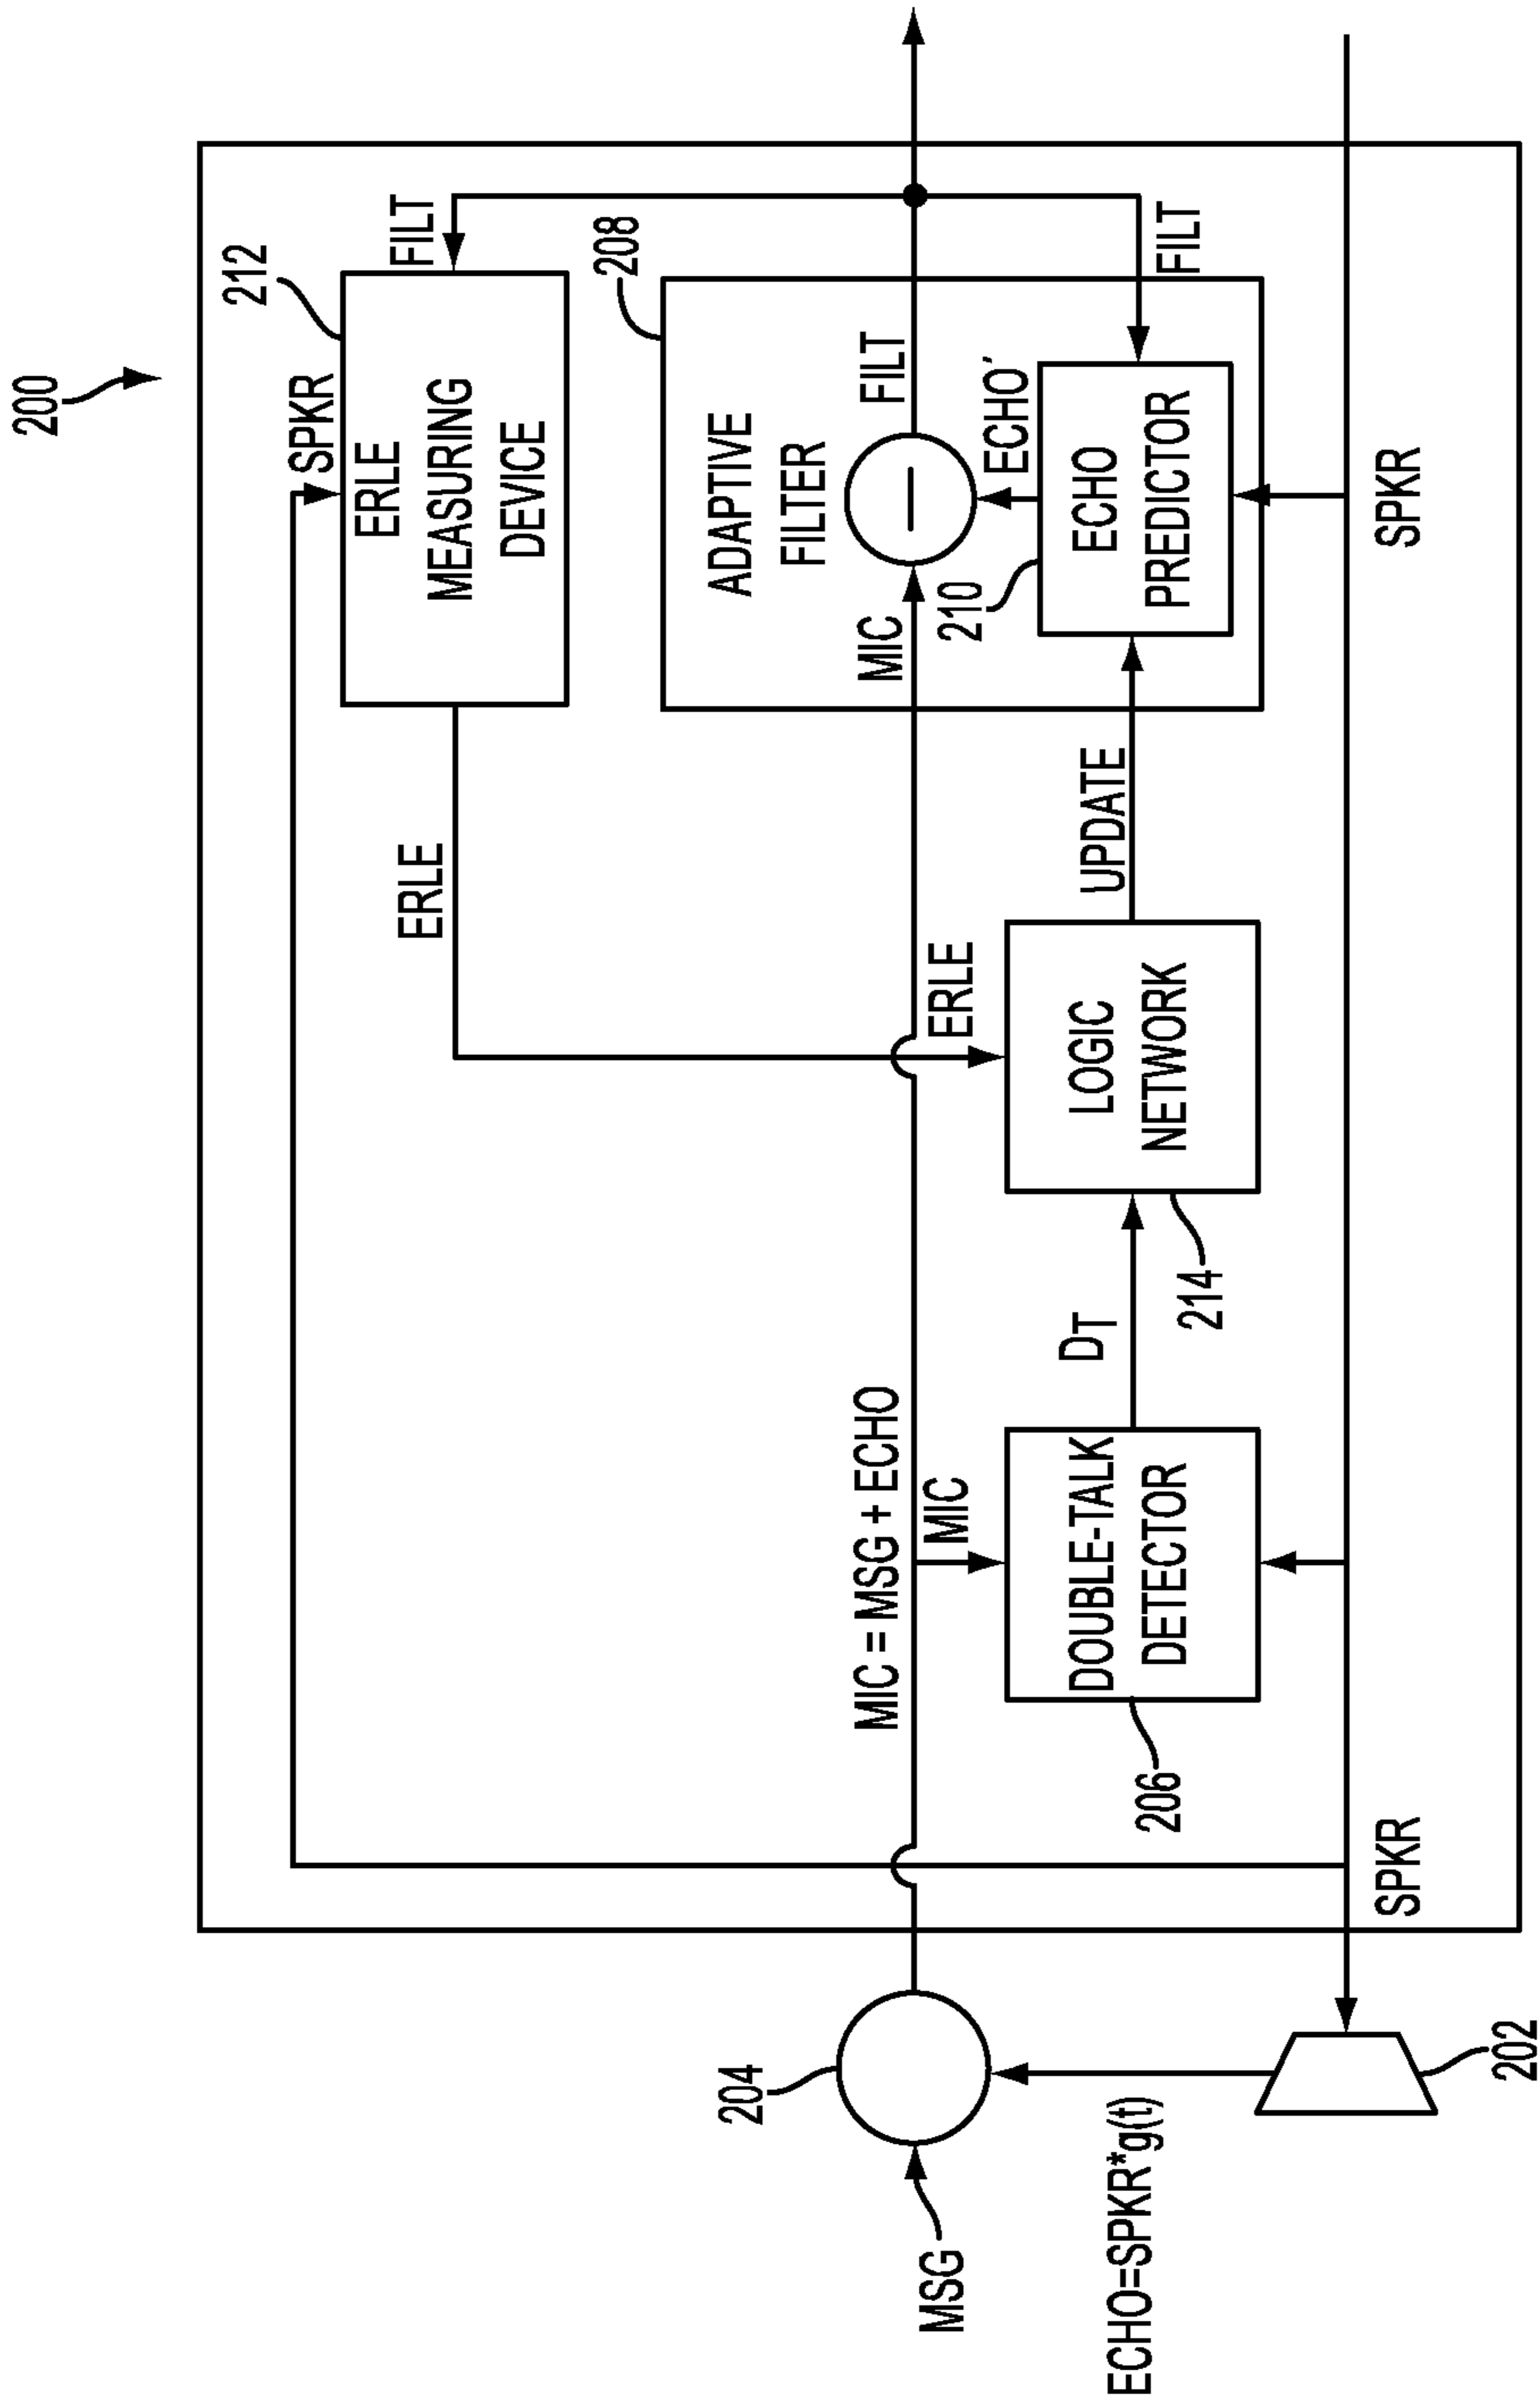 200
212
SPKR
FILT
ERLE
MEASURING
DEVICE
ERLE
208
ADAPTIVE
FILTER
MIC
FILT
ECHO'
210
ECHO
PREDICTOR
FILT
MIC = MSG + ECHO
MIC
ERLE
UPDATE
DOUBLE-TALK
DETECTOR
206
DT
LOGIC
NETWORK
214
SPKR
SPKR
204
MSG
ECHO=SPKR*g(t)
202